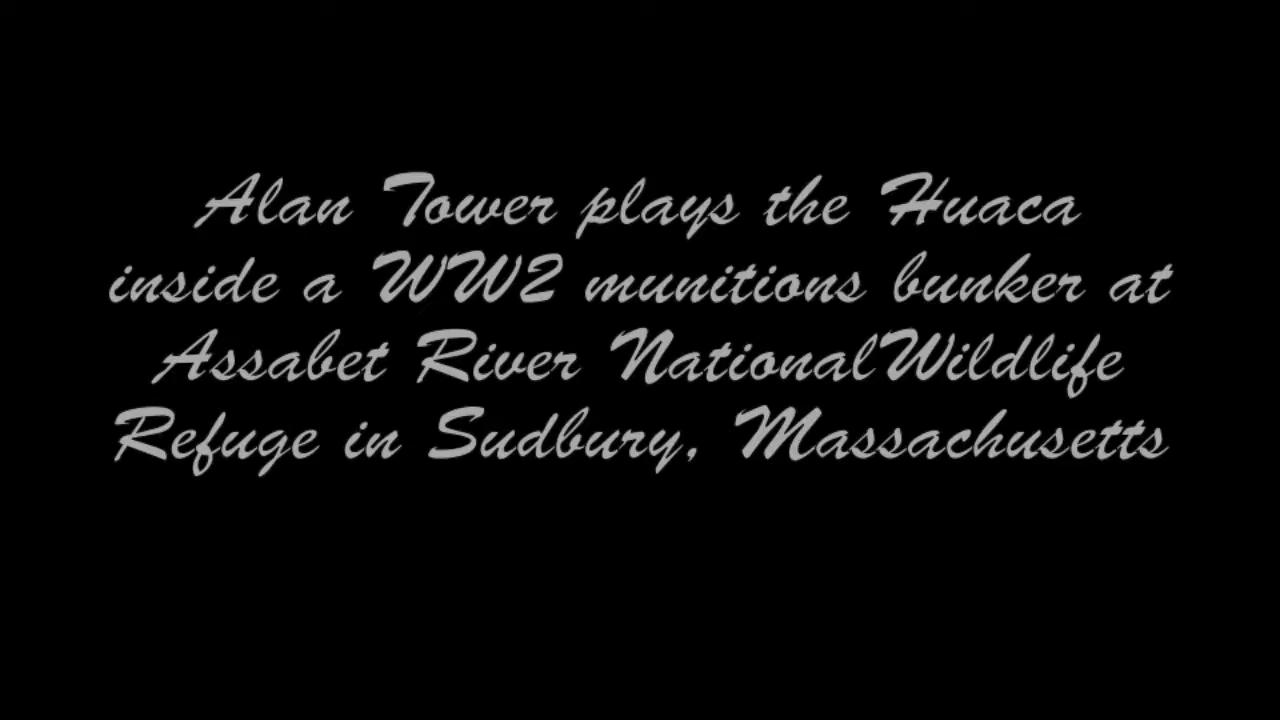 Alan Tower plays the Huaca
inside a WW2 munitions bunker at
Assabet River NationalWildlife
Refuge in Sudbury, Massachusetts